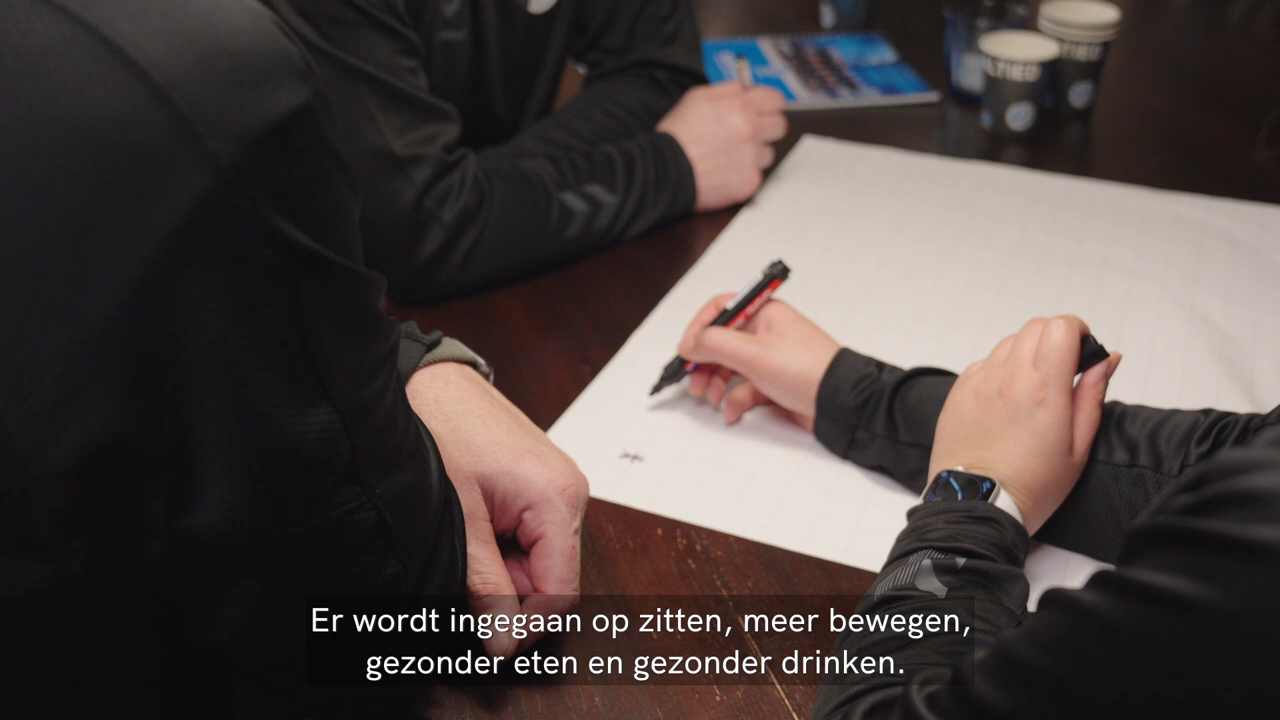 Er wordt ingegaan op zitten, meer bewegen,
gezonder eten en gezonder drinken.